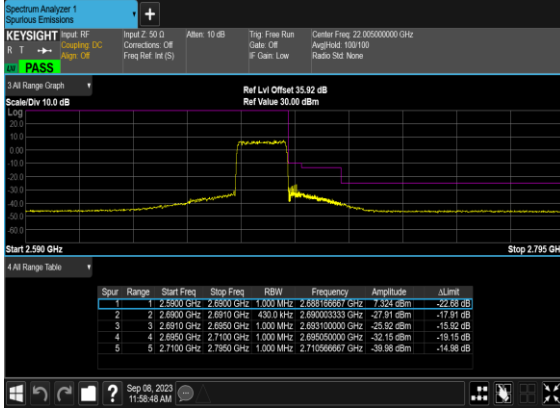 Spectrum Analyzer 1
Spurious Emissions
+
KEYSIGHT Input: RF Input Z: 50 Ω Atten: 10 dB Trig: Free Run Center Freq: 22.005000000 GHz
R T Coupling: DC Corrections: Off Gate: Off Avg|Hold: 100/100
Align: Off Freq Ref: Int (S) IF Gain: Low Radio Std: None
PASS
3 All Range Graph
Ref Lvl Offset 35.92 dB
Scale/Div 10.0 dB Ref Value 30.00 dBm
Log
20.0
10.0
0.00
-10.0
-20.0
-30.0
-40.0
-50.0
-60.0
Start 2.590 GHz Stop 2.795 GH
4 All Range Table
Spur Range Start Freq Stop Freq RBW Frequency Amplitude ΔLimit
1 1 2.5900 GHz 2.6900 GHz 1.000 MHz 2.688166667 GHz 7.324 dBm -22.68 dB
2 2 2.6900 GHz 2.6910 GHz 430.0 kHz 2.690003333 GHz -27.91 dBm -17.91 dB
3 3 2.6910 GHz 2.6950 GHz 1.000 MHz 2.693100000 GHz -25.92 dBm -15.92 dB
4 4 2.6950 GHz 2.7100 GHz 1.000 MHz 2.695050000 GHz -32.15 dBm -19.15 dB
5 5 2.7100 GHz 2.7950 GHz 1.000 MHz 2.710566667 GHz -39.98 dBm -14.98 dB
?
Sep 08, 2023
11:58:48 AM